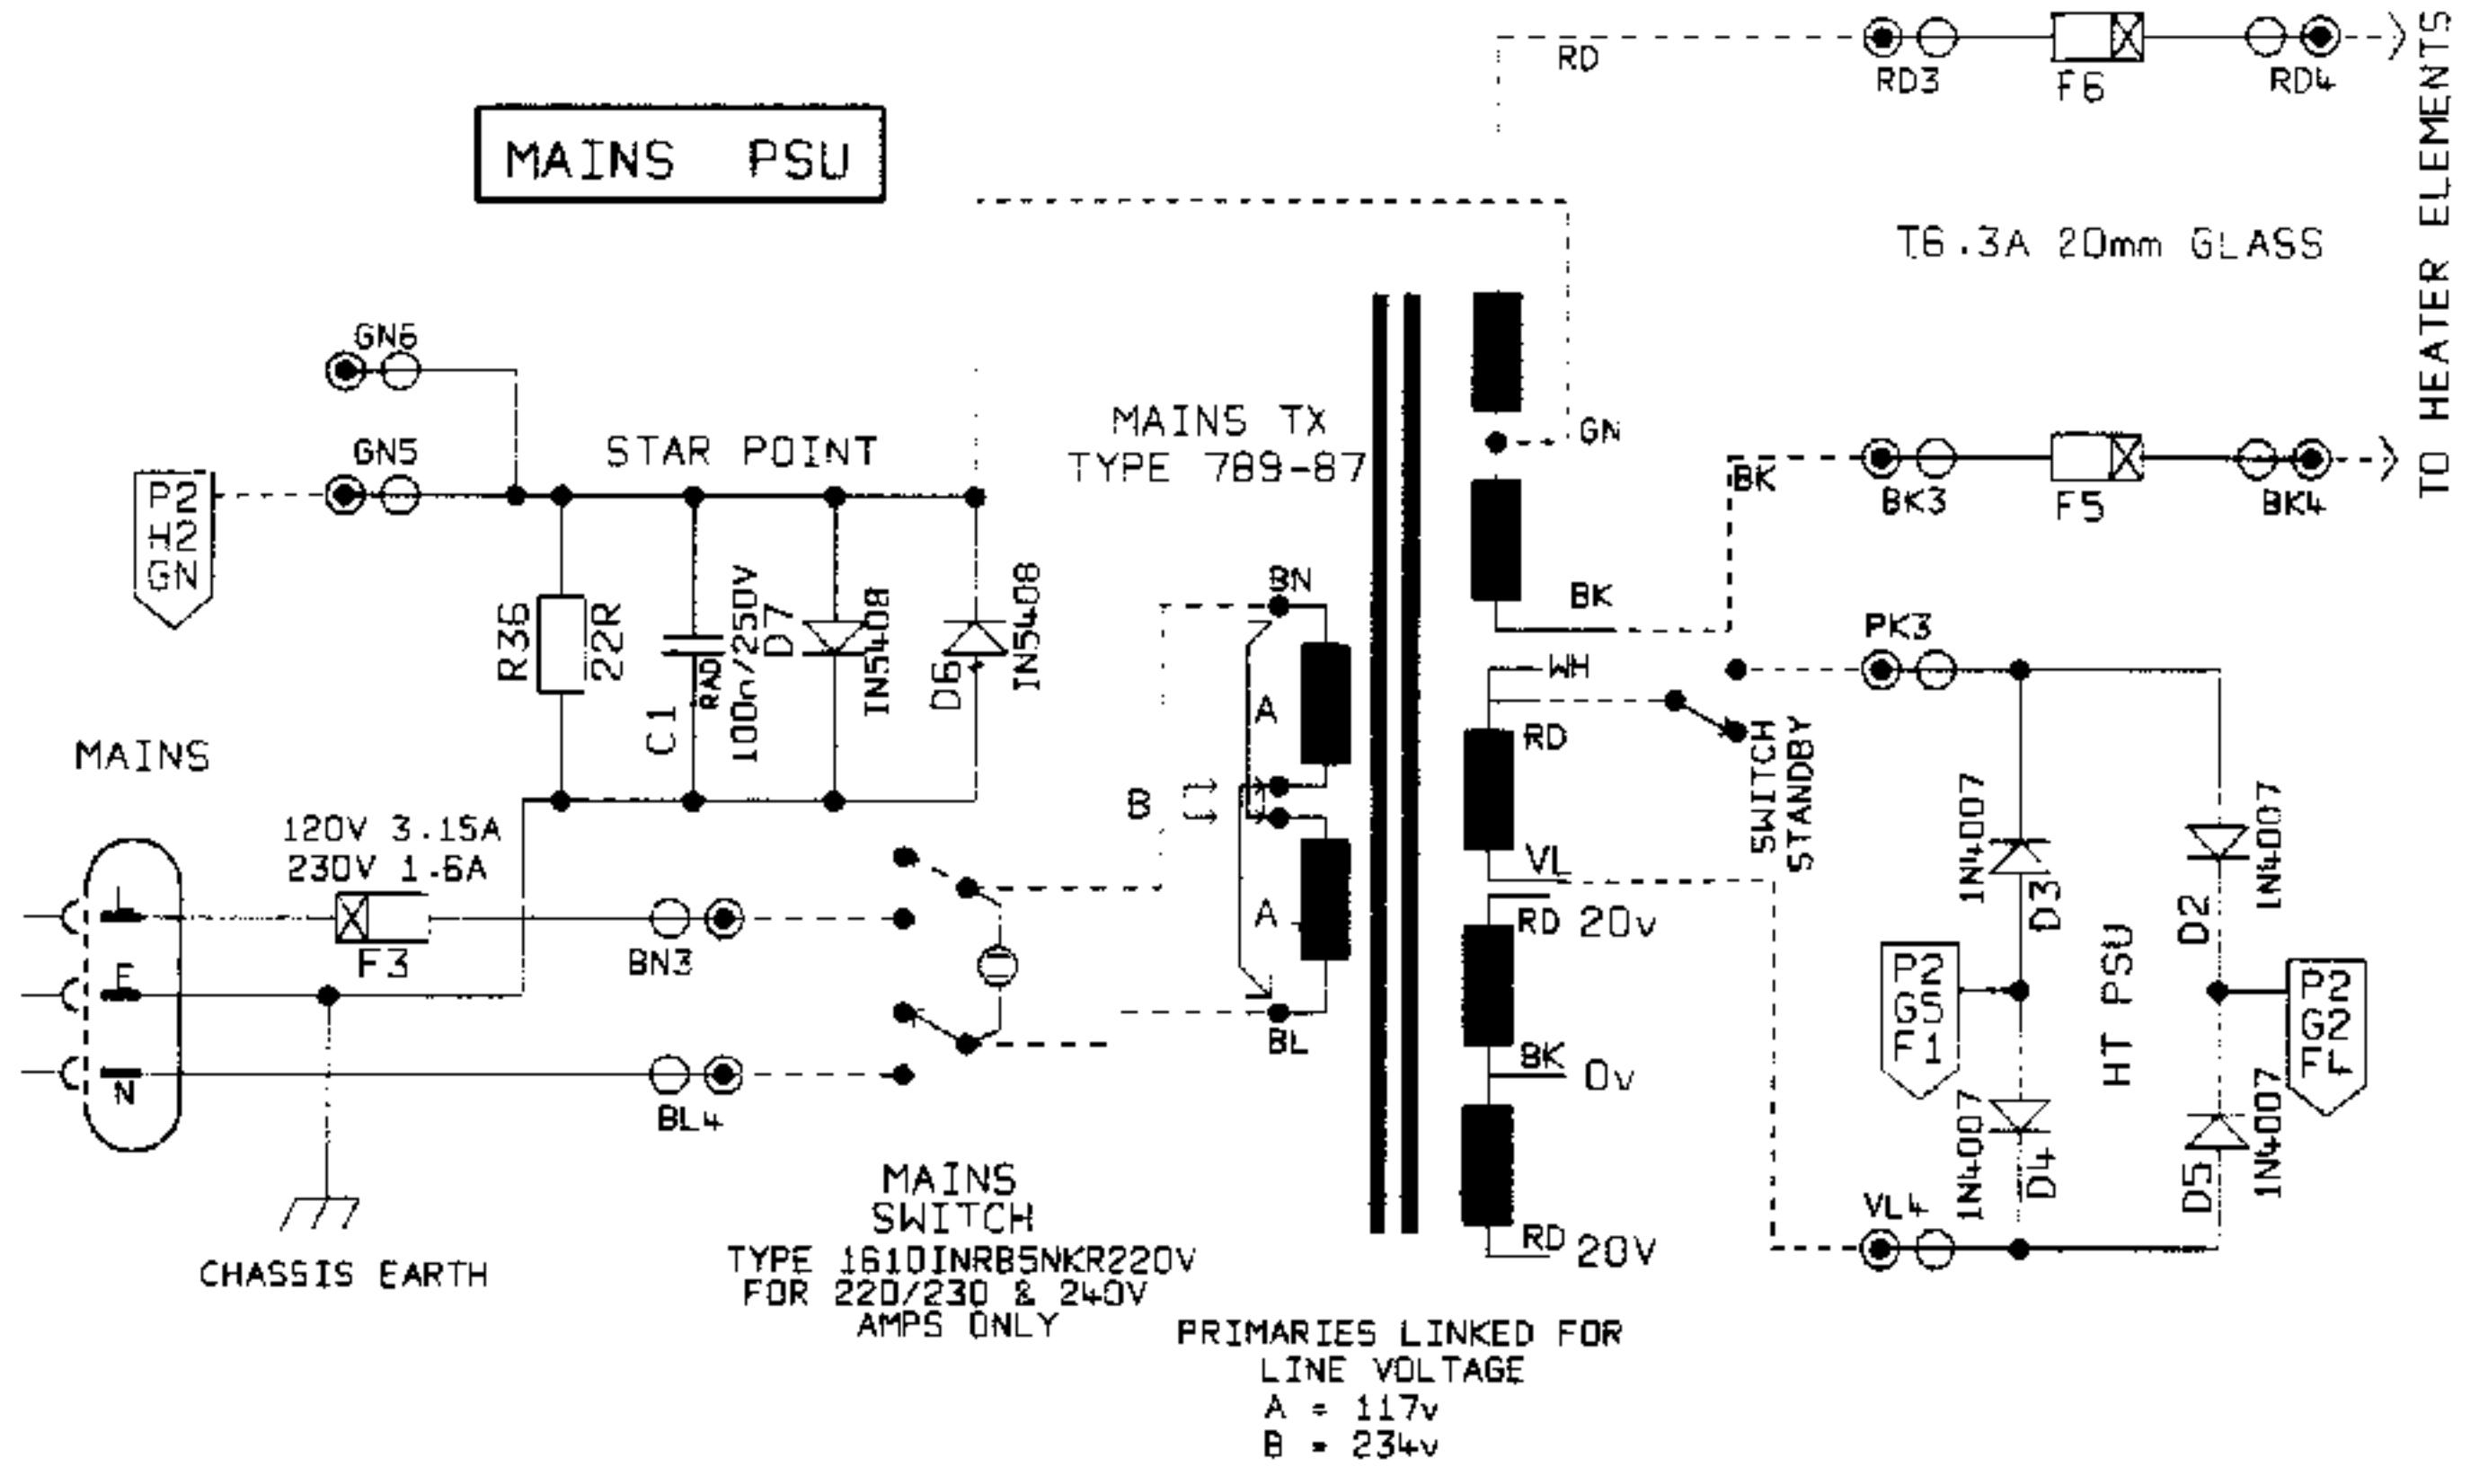 RD
RD3
F6
RD4
TO HEATER ELEMENTS
MAINS PSU
T6.3A 20mm GLASS
GN6
GN5
STAR POINT
MAINS TX
TYPE 789-87
GN
BK
BK3
F5
BK4
P2
H2
GN
R36
22R
C1
RAD
100n/250V
D7
IN5408
D6
IN5408
BN
BK
WH
PK3
A
RD
SWITCH
STANDBY
MAINS
B
VL
1N4007
D3
D2
1N4007
120V 3.15A
230V 1.6A
L
F3
BN3
A
RD 20v
HT PSU
E
P2
G5
F1
P2
G2
F4
N
BL4
BL
BK
0v
1N4007
D4
D5
1N4007
VL4
RD 20V
MAINS
SWITCH
TYPE 1610INRB5NKR220V
FOR 220/230 & 240V
AMPS ONLY
CHASSIS EARTH
PRIMARIES LINKED FOR
LINE VOLTAGE
A = 117v
B = 234v